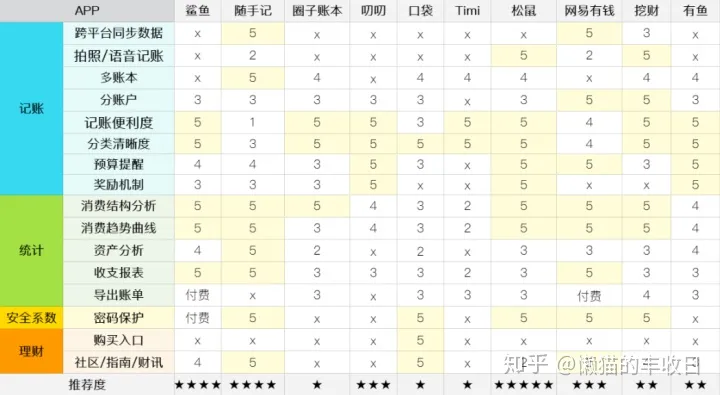 APP 鲨鱼 随手记 圈子账本 叨叨 口袋 Timi 松鼠 网易有钱 挖财 有鱼
记账
跨平台同步数据 x 5 x x x x x 5 3 x
拍照/语音记账 x 2 x x x x 5 2 5 x
多账本 x 5 4 x 4 4 4 x 4 4
分账户 3 3 3 3 3 x 3 5 5 3
记账便利度 5 1 5 5 3 5 5 4 5 5
分类清晰度 5 3 5 5 5 5 5 4 5 5
预算提醒 4 4 3 5 3 x 5 5 3 5
奖励机制 3 3 3 5 x x 5 x x 5
统计
消费结构分析 5 5 5 4 3 2 5 5 5 4
消费趋势曲线 5 5 3 4 3 2 5 5 5 4
资产分析 4 5 2 x 2 x 3 3 3 4
收支报表 5 5 3 3 3 2 3 5 3 3
导出账单 付费 x 3 x 3 3 3 付费 4 3
安全系数
密码保护 付费 5 x x 5 5 5 5 5 x
理财
购买入口 x x x x 5
社区/指南/财讯 4 5 x x 5 x
推荐度 ★★★★ ★★★★ ★ ★★★ ★ ★ ★★★★★ ★★★ ★★ ★★
知乎 @懒猫的丰收日